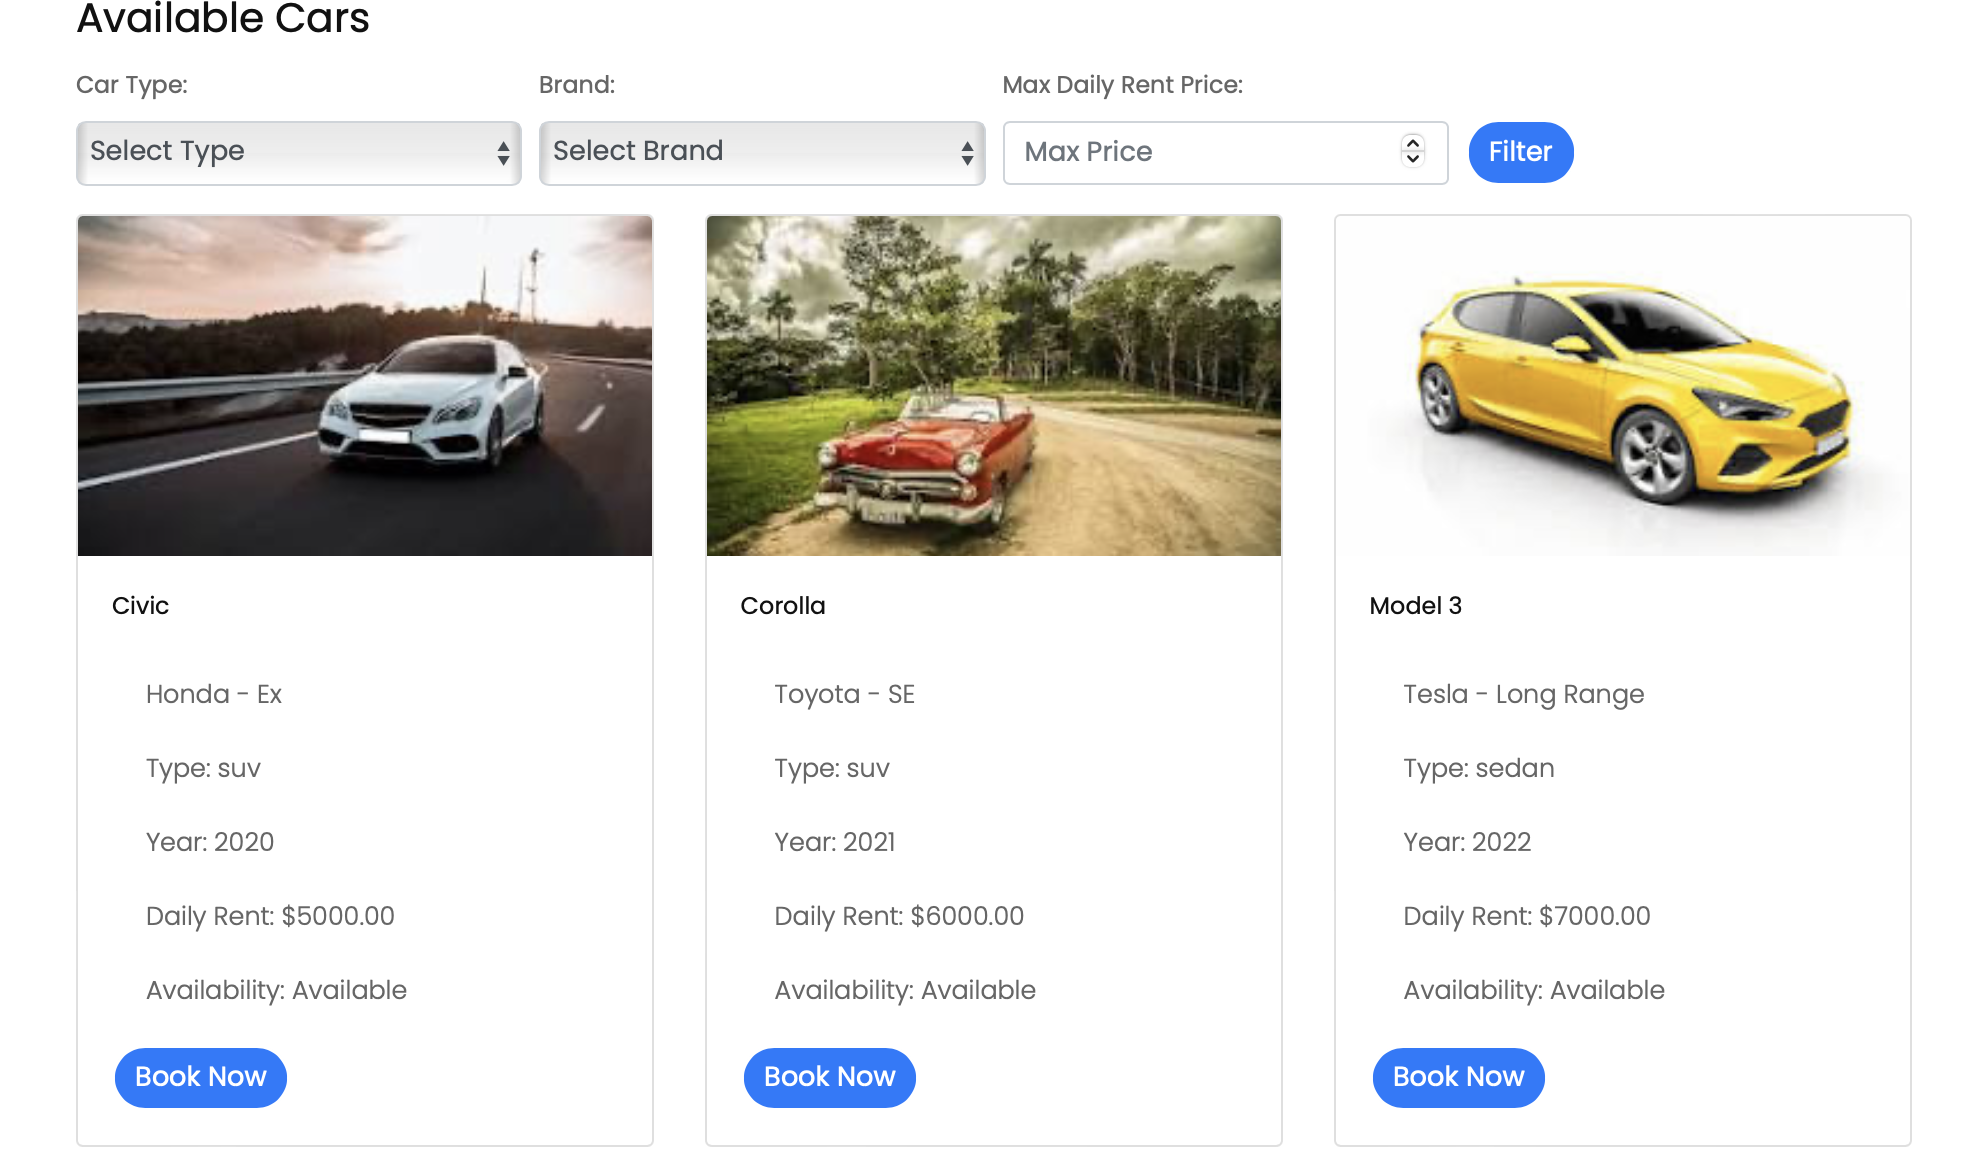 Available Cars
Car Type:
Brand:
Max Daily Rent Price:
Select Type
Select Brand
Max Price
Filter
Civic
Honda - Ex
Type: suv
Year: 2020
Daily Rent: $5000.00
Availability: Available
Book Now
Corolla
Toyota - SE
Type: suv
Year: 2021
Daily Rent: $6000.00
Availability: Available
Book Now
Model 3
Tesla - Long Range
Type: sedan
Year: 2022
Daily Rent: $7000.00
Availability: Available
Book Now